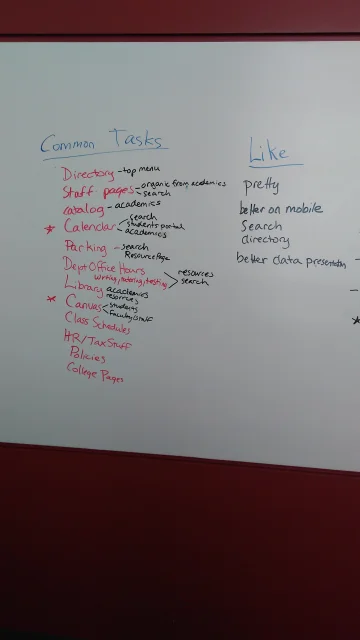 Common Tasks
Directory - top menu
Staff pages - organic from academics
search
catalog - academics
* Calendar - search
students portal
academics
Parking - search
Resource Page
Dept Office Hours
writing, tutoring, testing
resources
search
Library academics
resources
* Canvas - students
Faculty & Staff
Class Schedules
HR/Tax Stuff
Policies
College Pages
Like
pretty
better on mobile
Search
directory
better data presentation